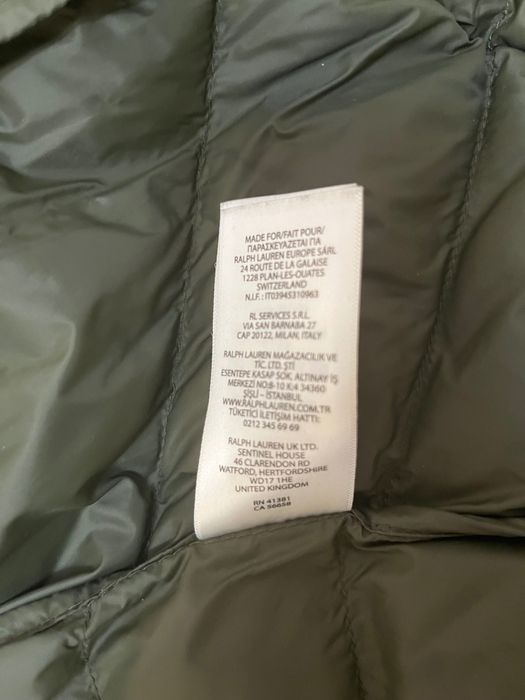 MADE FOR/FAIT POUR/
ΠΑΡΑΣΚΕΥΑΖΕΤΑΙ ΓΙΑ
RALPH LAUREN EUROPE SÀRL
24 ROUTE DE LA GALAISE
1228 PLAN-LES-OUATES
SWITZERLAND
N.I.F. : IT03945310963
RL SERVICES S.R.L.
VIA SAN BARNABA 27
CAP 20122, MILAN, ITALY
RALPH LAUREN MAĞAZACILIK VE
TİC. LTD. ŞTİ
ESENTEPE KASAP SOK. ALTINAY İŞ
MERKEZİ NO:8-10 K:4 34360
ŞİŞLİ - İSTANBUL
WWW.RALPHLAUREN.COM.TR
TÜKETİCİ İLETİŞİM HATTI:
0212 345 69 69
RALPH LAUREN UK LTD.
SENTINEL HOUSE
46 CLARENDON RD
WATFORD, HERTFORDSHIRE
WD17 1HE
UNITED KINGDOM
RN 41381
CA 56658